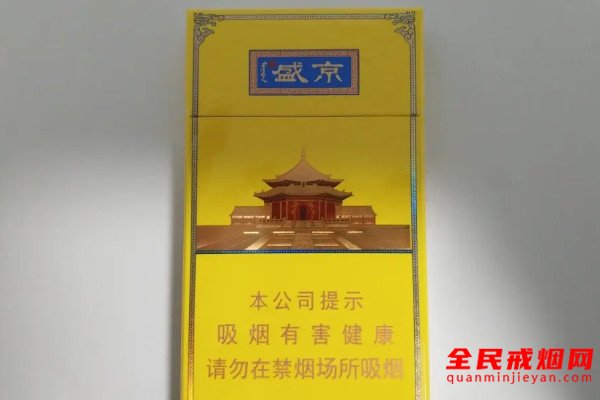 盛京
本公司提示
吸烟有害健康
请勿在禁烟场所吸烟
全民戒烟网
quanminjieyan.com